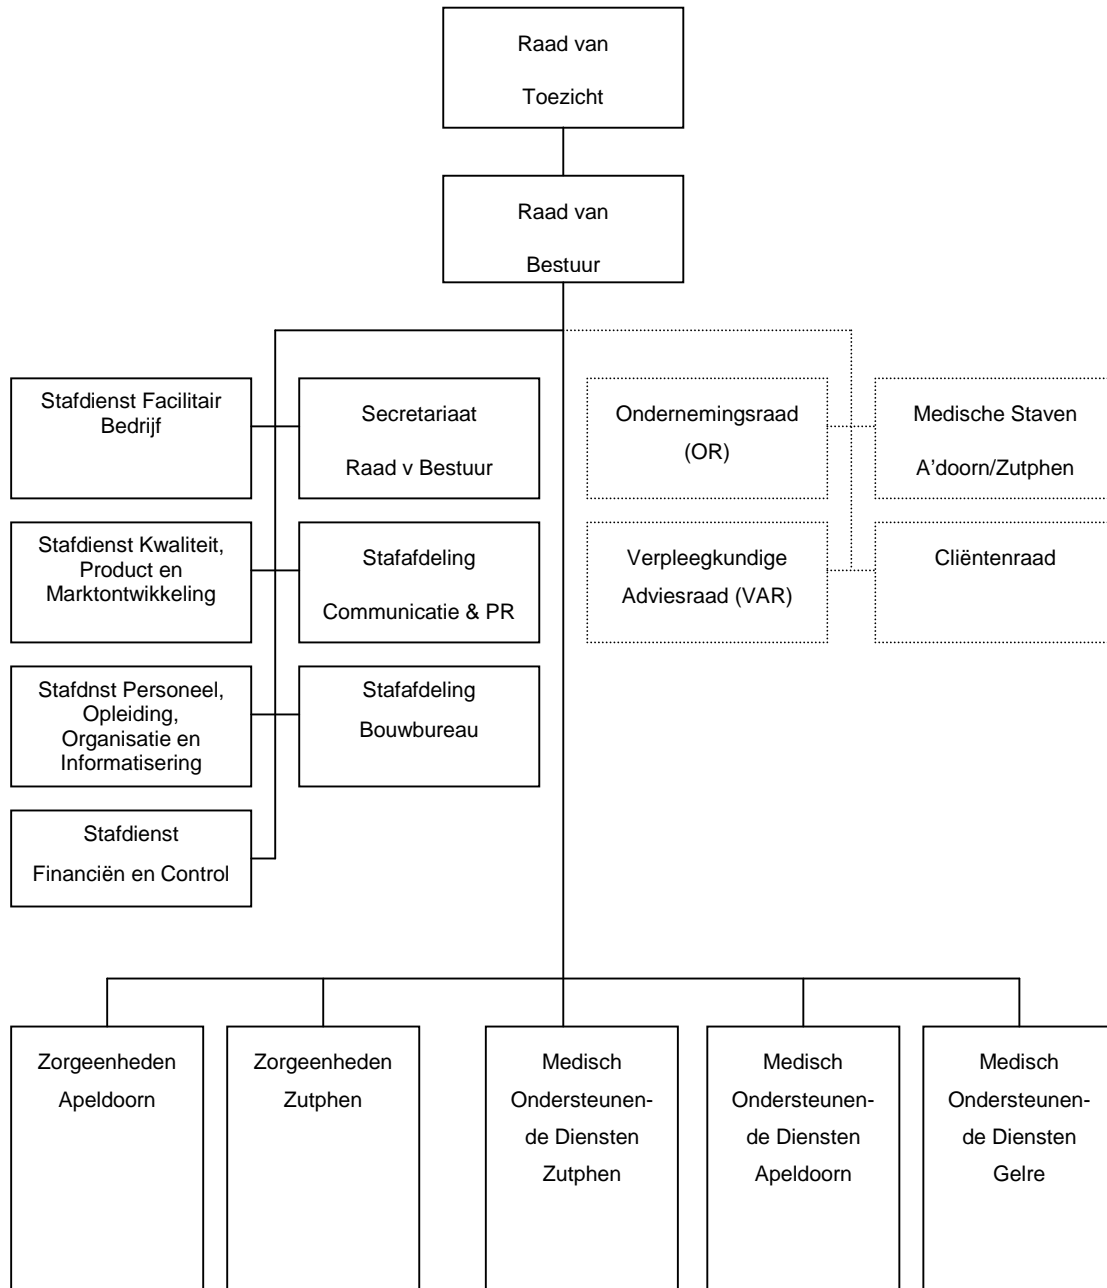 Raad van
Toezicht
Raad van
Bestuur
Stafdienst Facilitair
Bedrijf
Secretariaat
Raad v Bestuur
Ondernemingsraad
(OR)
Medische Staven
A'doorn/Zutphen
Stafdienst Kwaliteit,
Product en
Marktontwikkeling
Stafafdeling
Communicatie & PR
Verpleegkundige
Adviesraad (VAR)
Cliëntenraad
Stafdnst Personeel,
Opleiding,
Organisatie en
Informatisering
Stafafdeling
Bouwbureau
Stafdienst
Financiën en Control
Zorgeenheden
Apeldoorn
Zorgeenheden
Zutphen
Medisch
Ondersteunen-
de Diensten
Zutphen
Medisch
Ondersteunen-
de Diensten
Apeldoorn
Medisch
Ondersteunen-
de Diensten
Gelre